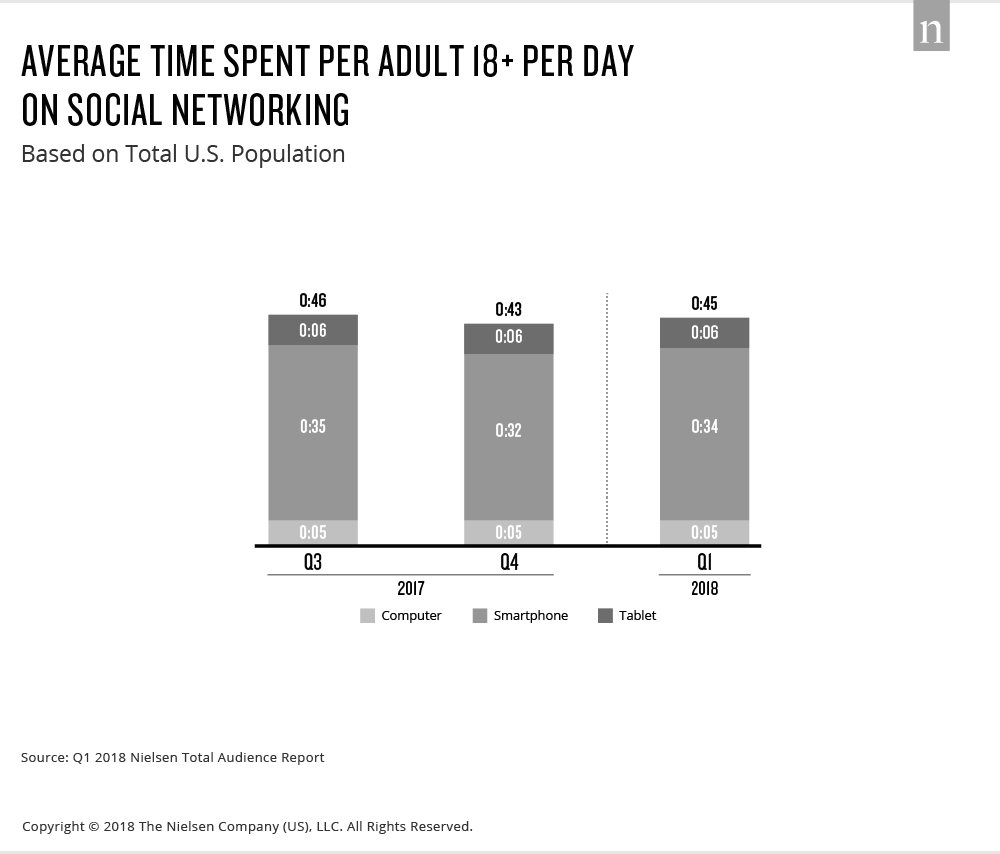 n
AVERAGE TIME SPENT PER ADULT 18+ PER DAY
ON SOCIAL NETWORKING
Based on Total U.S. Population
0:46 0:43 0:45
0:06 0:06 0:06
0:35 0:32 0:34
0:05 0:05 0:05
Q3 Q4 Q1
2017 2018
Computer Smartphone Tablet
Source: Q1 2018 Nielsen Total Audience Report
Copyright © 2018 The Nielsen Company (US), LLC. All Rights Reserved.